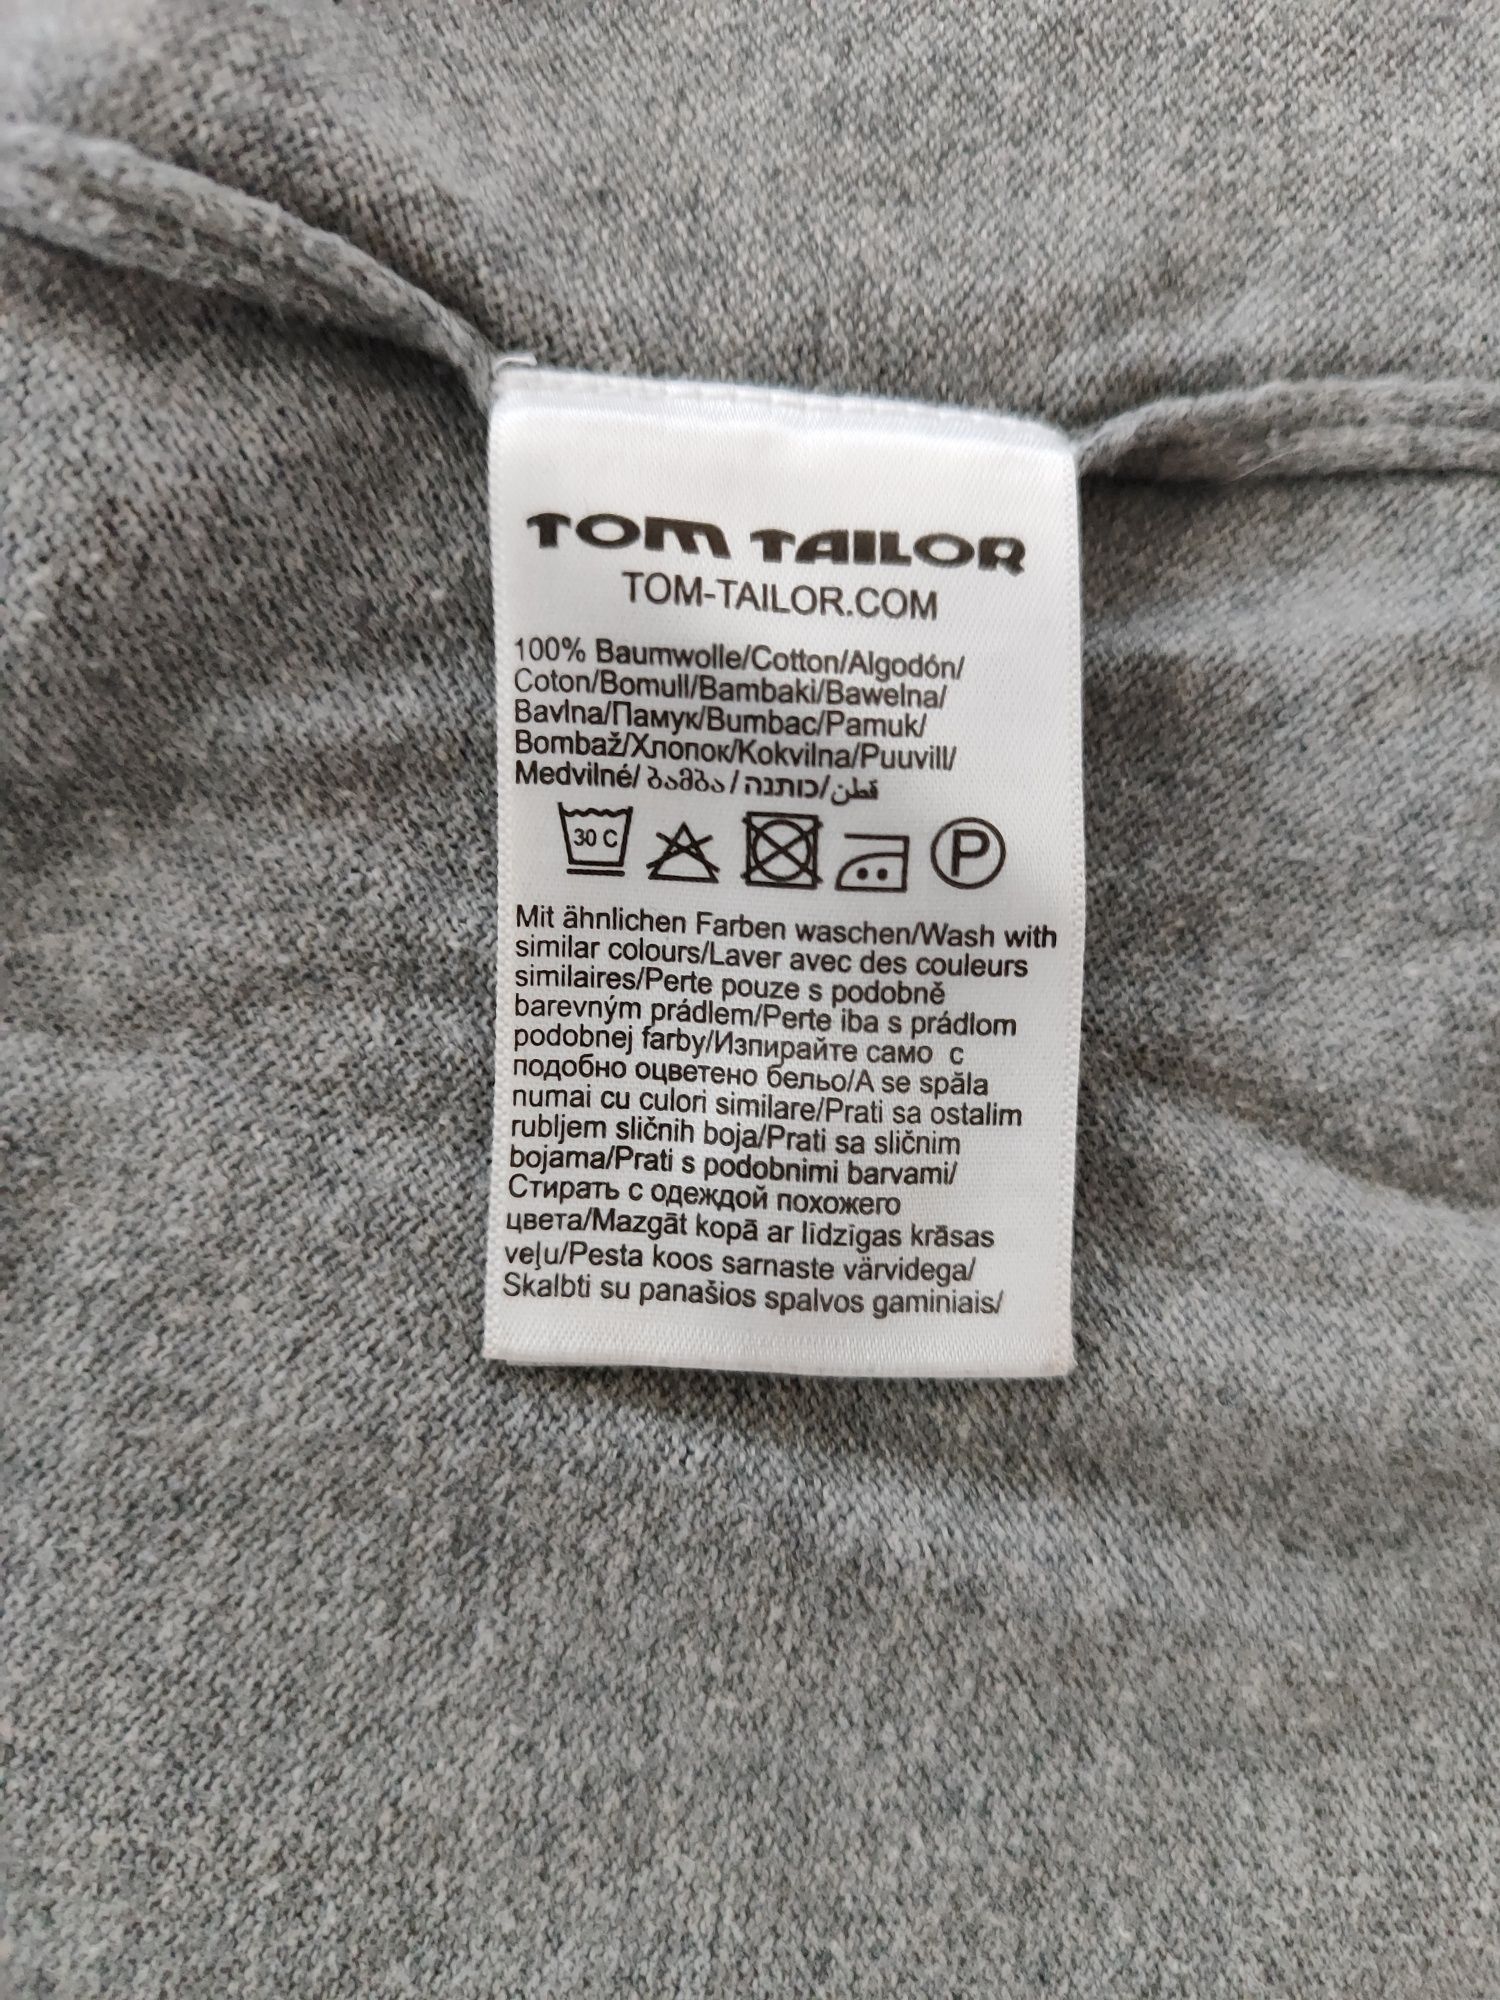 TOM TAILOR
TOM-TAILOR.COM
100% Baumwolle/Cotton/Algodón/
Coton/Bomull/Bambaki/Bawełna/
Bavlna/Памук/Bumbac/Pamuk/
Bombaž/Хлопок/Kokvilna/Puuvill/
Medvilné/ბამბა/כותנה/قطن
30 C
P
Mit ähnlichen Farben waschen/Wash with
similar colours/Laver avec des couleurs
similaires/Perte pouze s podobně
barevným prádlem/Perte iba s prádlom
podobnej farby/Изпирайте само с
подобно оцветено бельо/A se spăla
numai cu culori similare/Prati sa ostalim
rubljem sličnih boja/Prati sa sličnim
bojama/Prati s podobnimi barvami/
Стирать с одеждой похожего
цвета/Mazgāt kopā ar līdzīgas krāsas
veļu/Pesta koos sarnaste värvidega/
Skalbti su panašios spalvos gaminiais/